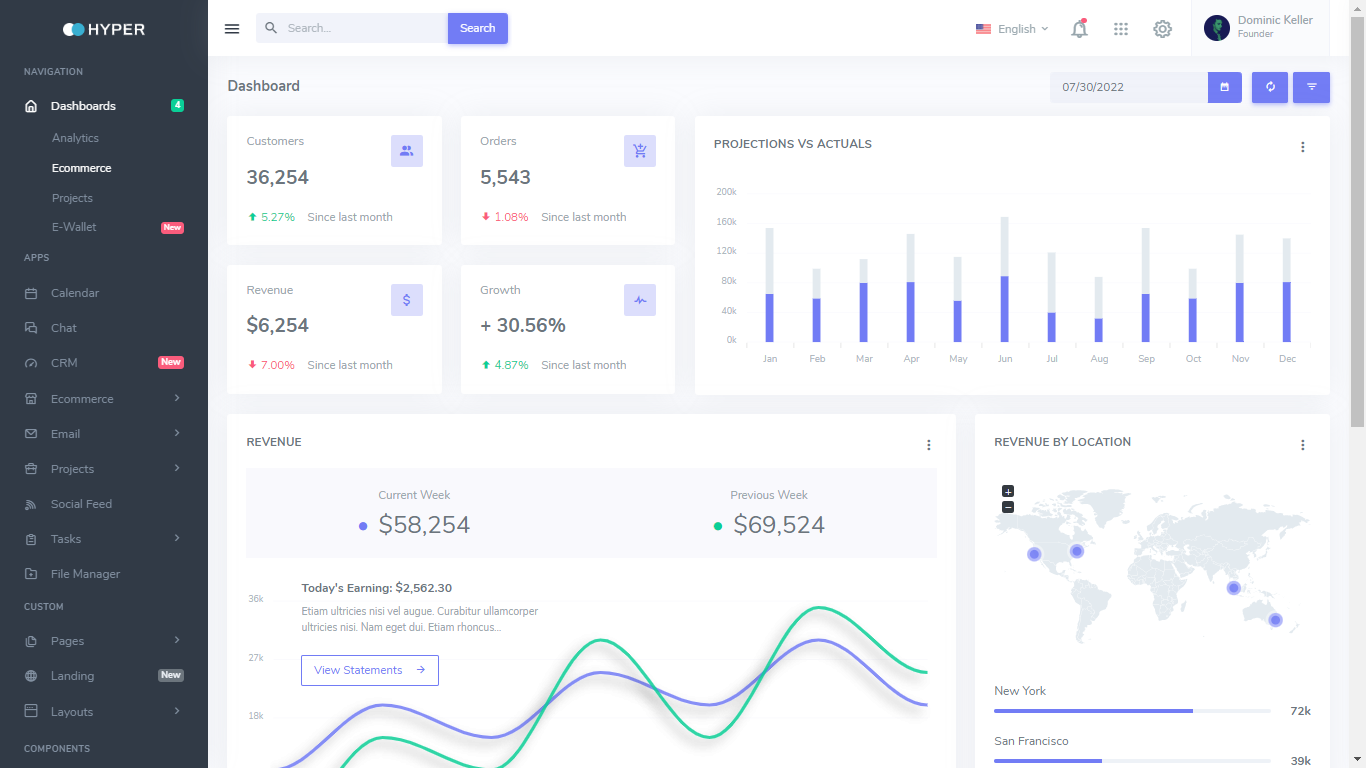 HYPER
NAVIGATION
Dashboards 4
Analytics
Ecommerce
Projects
E-Wallet New
APPS
Calendar
Chat
CRM New
Ecommerce
Email
Projects
Social Feed
Tasks
File Manager
CUSTOM
Pages
Landing New
Layouts
COMPONENTS
Search... Search
English
Dominic Keller
Founder
Dashboard
07/30/2022
Customers
36,254
5.27% Since last month
Orders
5,543
1.08% Since last month
Revenue
$6,254
7.00% Since last month
Growth
+ 30.56%
4.87% Since last month
PROJECTIONS VS ACTUALS
200k
160k
120k
80k
40k
0k
Jan Feb Mar Apr May Jun Jul Aug Sep Oct Nov Dec
REVENUE
Current Week
$58,254
Previous Week
$69,524
Today's Earning: $2,562.30
Etiam ultricies nisi vel augue. Curabitur ullamcorper
ultricies nisi. Nam eget dui. Etiam rhoncus...
View Statements
36k
27k
18k
REVENUE BY LOCATION
+
−
New York
72k
San Francisco
39k